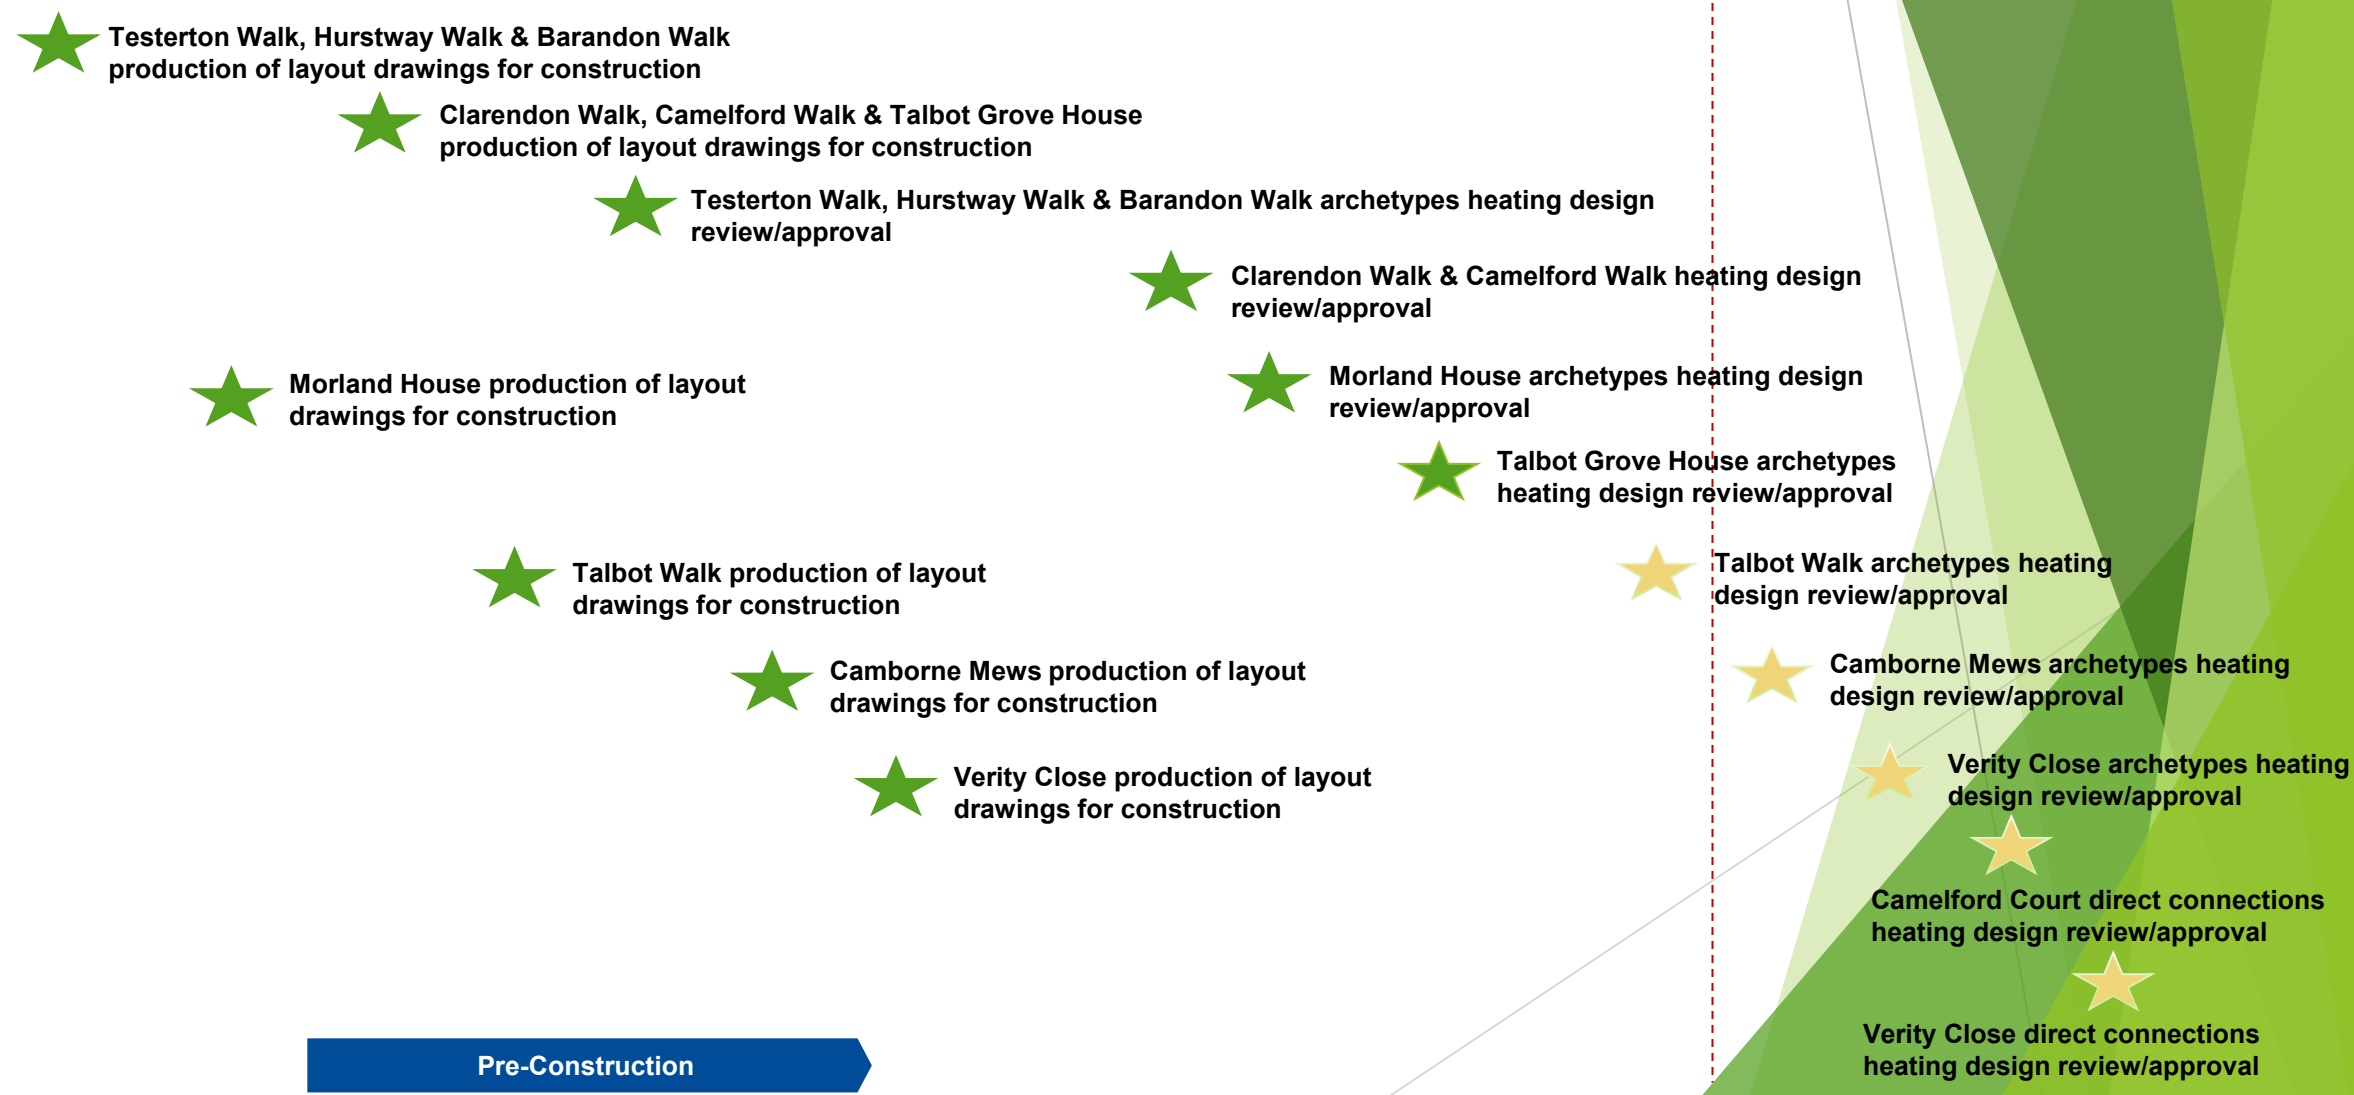 Testerton Walk, Hurstway Walk & Barandon Walk
production of layout drawings for construction
Clarendon Walk, Camelford Walk & Talbot Grove House
production of layout drawings for construction
Testerton Walk, Hurstway Walk & Barandon Walk archetypes heating design
review/approval
Clarendon Walk & Camelford Walk heating design
review/approval
Morland House production of layout
drawings for construction
Morland House archetypes heating design
review/approval
Talbot Grove House archetypes
heating design review/approval
Talbot Walk production of layout
drawings for construction
Talbot Walk archetypes heating
design review/approval
Camborne Mews production of layout
drawings for construction
Camborne Mews archetypes heating
design review/approval
Verity Close production of layout
drawings for construction
Verity Close archetypes heating
design review/approval
Camelford Court direct connections
heating design review/approval
Verity Close direct connections
heating design review/approval
Pre-Construction